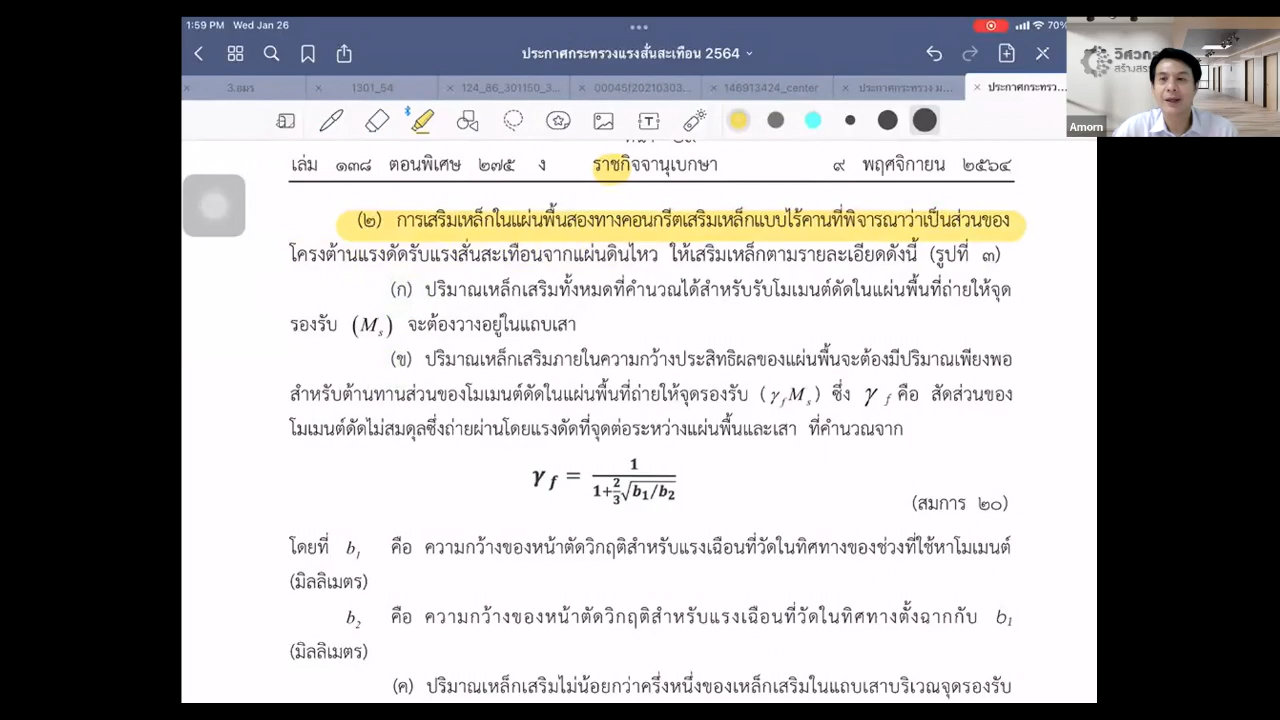 1:59 PM Wed Jan 26
70%
ประกาศกระทรวงแรงสั่นสะเทือน 2564
3.อมร
1301_54
124_86_301150_3...
00045f(20210303...
146913424_center
ประกาศกระทรวง ม...
ประกาศกระทร...
วิศวกร
Amorn
เล่ม ๑๓๘ ตอนพิเศษ ๒๗๕ ง ราชกิจจานุเบกษา ๙ พฤศจิกายน ๒๕๖๔
(๒) การเสริมเหล็กในแผ่นพื้นสองทางคอนกรีตเสริมเหล็กแบบไร้คานที่พิจารณาว่าเป็นส่วนของ
โครงต้านแรงดัดรับแรงสั่นสะเทือนจากแผ่นดินไหว ให้เสริมเหล็กตามรายละเอียดดังนี้ (รูปที่ ๓)
(ก) ปริมาณเหล็กเสริมทั้งหมดที่คำนวณได้สำหรับรับโมเมนต์ดัดในแผ่นพื้นที่ถ่ายให้จุด
รองรับ (Ms) จะต้องวางอยู่ในแถบเสา
(ข) ปริมาณเหล็กเสริมภายในความกว้างประสิทธิผลของแผ่นพื้นจะต้องมีปริมาณเพียงพอ
สำหรับต้านทานส่วนของโมเมนต์ดัดในแผ่นพื้นที่ถ่ายให้จุดรองรับ (γf Ms) ซึ่ง γ f คือ สัดส่วนของ
โมเมนต์ดัดไม่สมดุลซึ่งถ่ายผ่านโดยแรงดัดที่จุดต่อระหว่างแผ่นพื้นและเสา ที่คำนวณจาก
γ f = 1 / (1+2/3√(b1/b2))
(สมการ ๒๐)
โดยที่ b1 คือ ความกว้างของหน้าตัดวิกฤติสำหรับแรงเฉือนที่วัดในทิศทางของช่วงที่ใช้หาโมเมนต์
(มิลลิเมตร)
b2 คือ ความกว้างของหน้าตัดวิกฤติสำหรับแรงเฉือนที่วัดในทิศทางตั้งฉากกับ b1
(มิลลิเมตร)
(ค) ปริมาณเหล็กเสริมไม่น้อยกว่าครึ่งหนึ่งของเหล็กเสริมในแถบเสาบริเวณจุดรองรับ